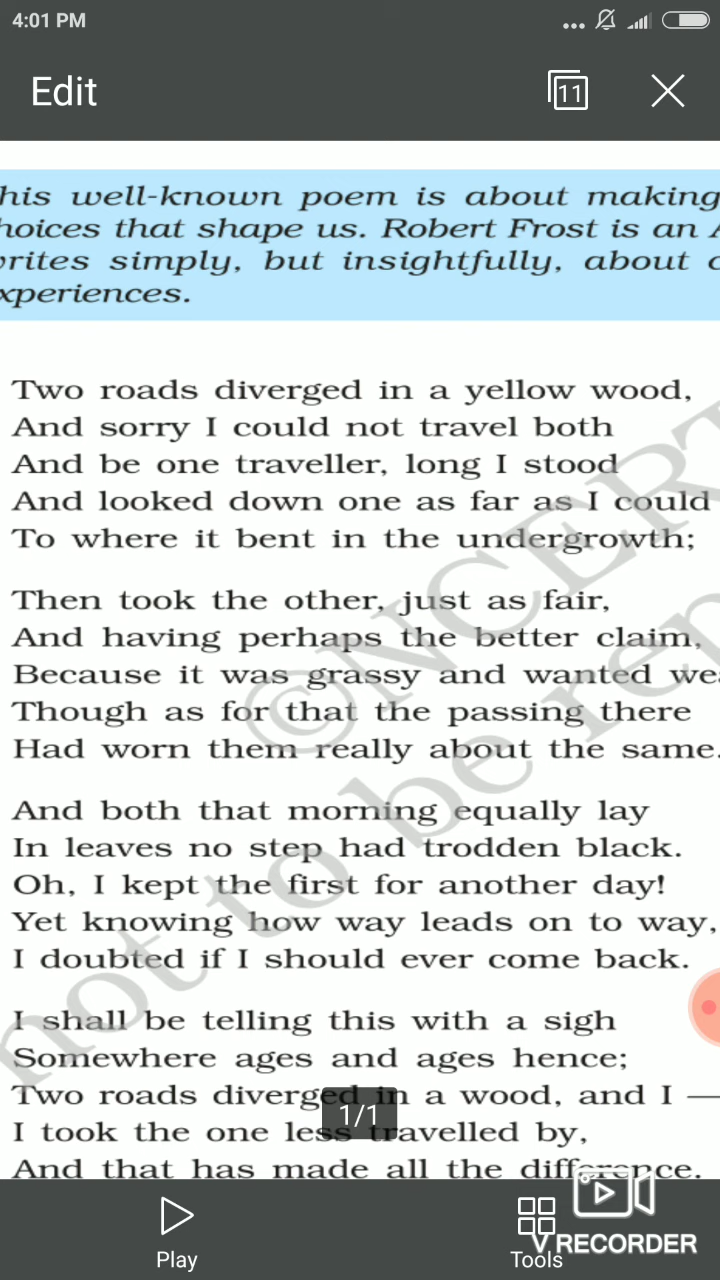 4:01 PM
Edit
11
his well-known poem is about making
hoices that shape us. Robert Frost is an A
rites simply, but insightfully, about
xperiences.
Two roads diverged in a yellow wood,
And sorry I could not travel both
And be one traveller, long I stood
And looked down one as far as I could
To where it bent in the undergrowth;
Then took the other, just as fair,
And having perhaps the better claim,
Because it was grassy and wanted
Though as for that the passing there
Had worn them really about the same.
And both that morning equally lay
In leaves no step had trodden black.
Oh, I kept the first for another day!
Yet knowing how way leads on to way,
I doubted if I should ever come back.
I shall be telling this with a sigh
Somewhere ages and ages hence;
Two roads diverged in a wood, and I —
I took the one less travelled by,
And that has made all the difference.
©NCERT
not to be rep
1/1
Play
Tools
V RECORDER